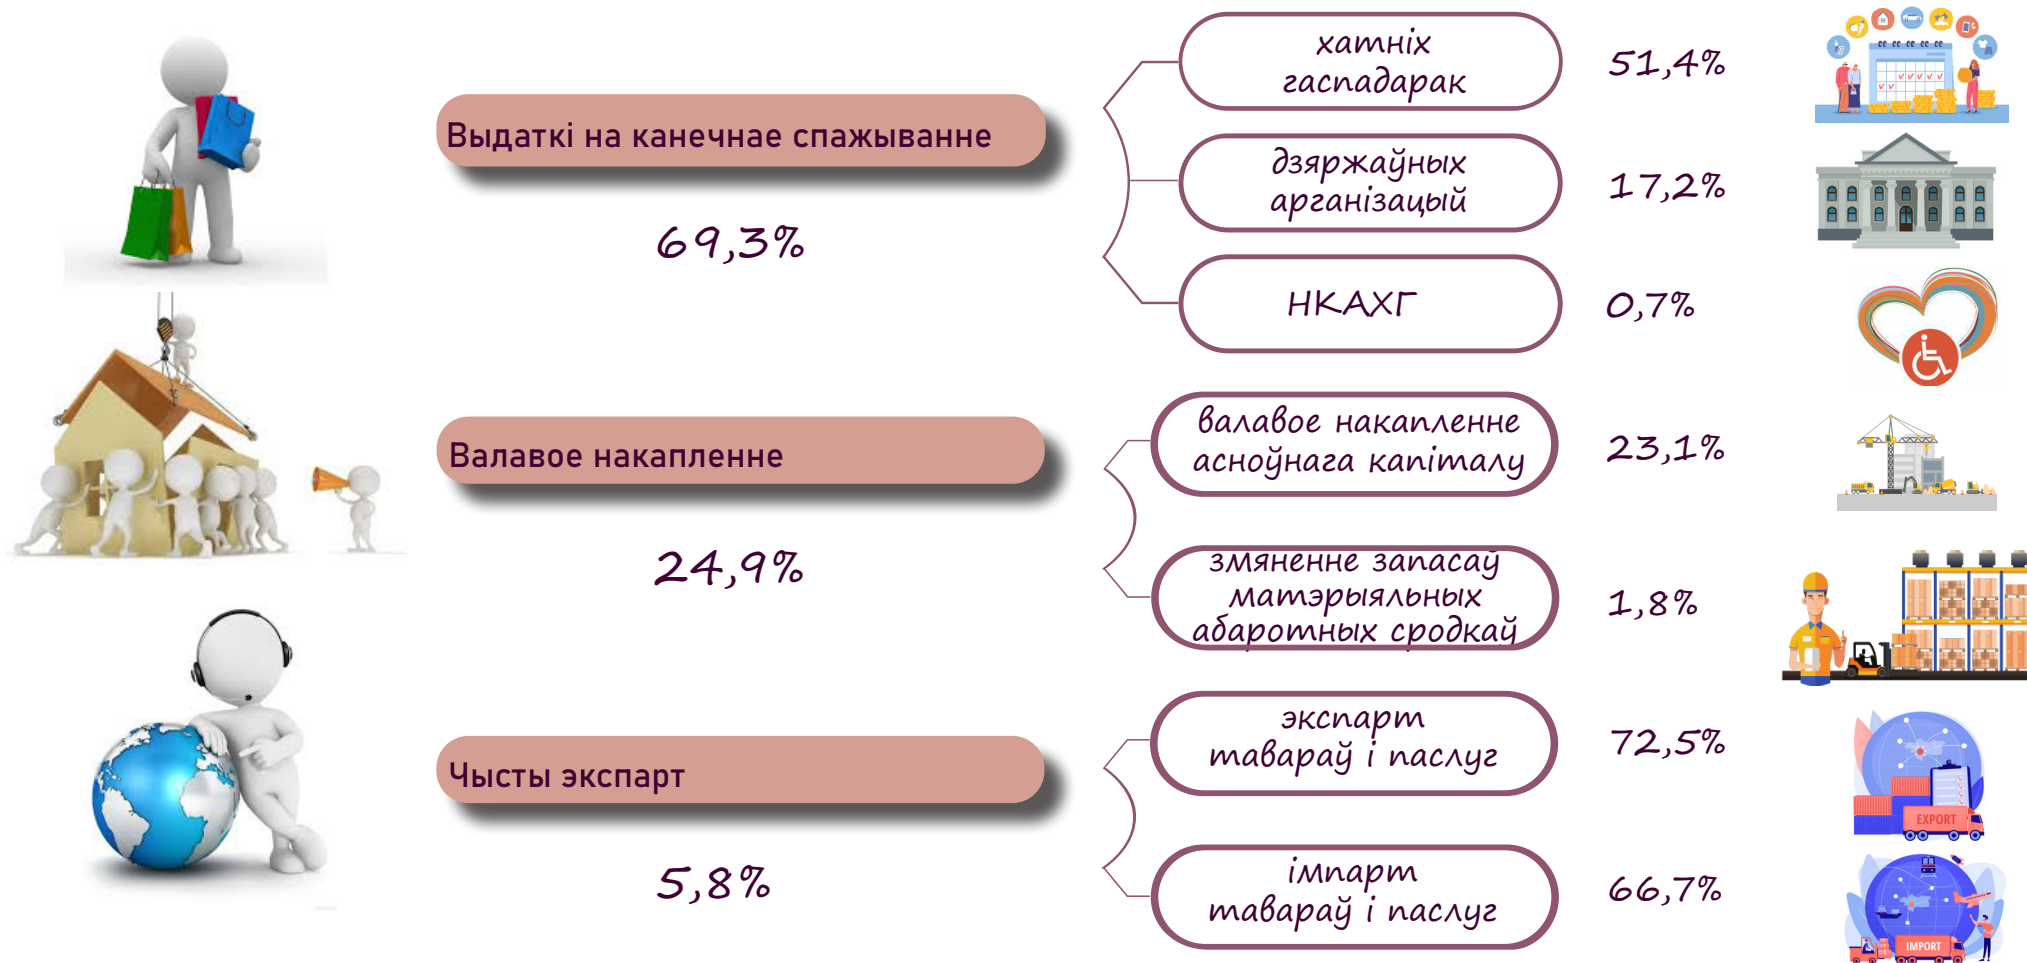 Выдаткі на канечнае спажыванне
69,3%
хатніх
гаспадарак
51,4%
дзяржаўных
арганізацый
17,2%
НКАХГ
0,7%
Валавое накапленне
24,9%
валавое накапленне
асноўнага капіталу
23,1%
змяненне запасаў
матэрыяльных
абаротных сродкаў
1,8%
Чысты экспарт
5,8%
экспарт
тавараў і паслуг
72,5%
EXPORT
імпарт
тавараў і паслуг
66,7%
IMPORT